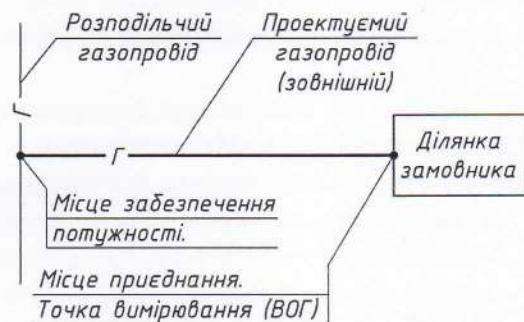 Розподільчий
газопровід
Проектуємий
газопровід
(зовнішній)
Г
Г
Ділянка
замовника
Місце забезпечення
потужності.
Місце приєднання.
Точка вимірювання (ВОГ)